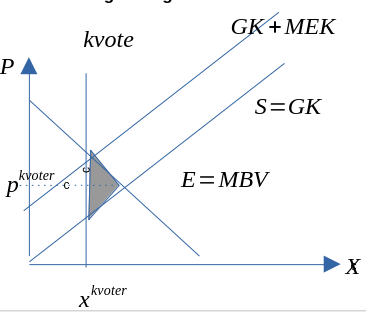 GK+MEK
kvote
P
S=GK
c
p^kvoter
c
E=MBV
X
x^kvoter